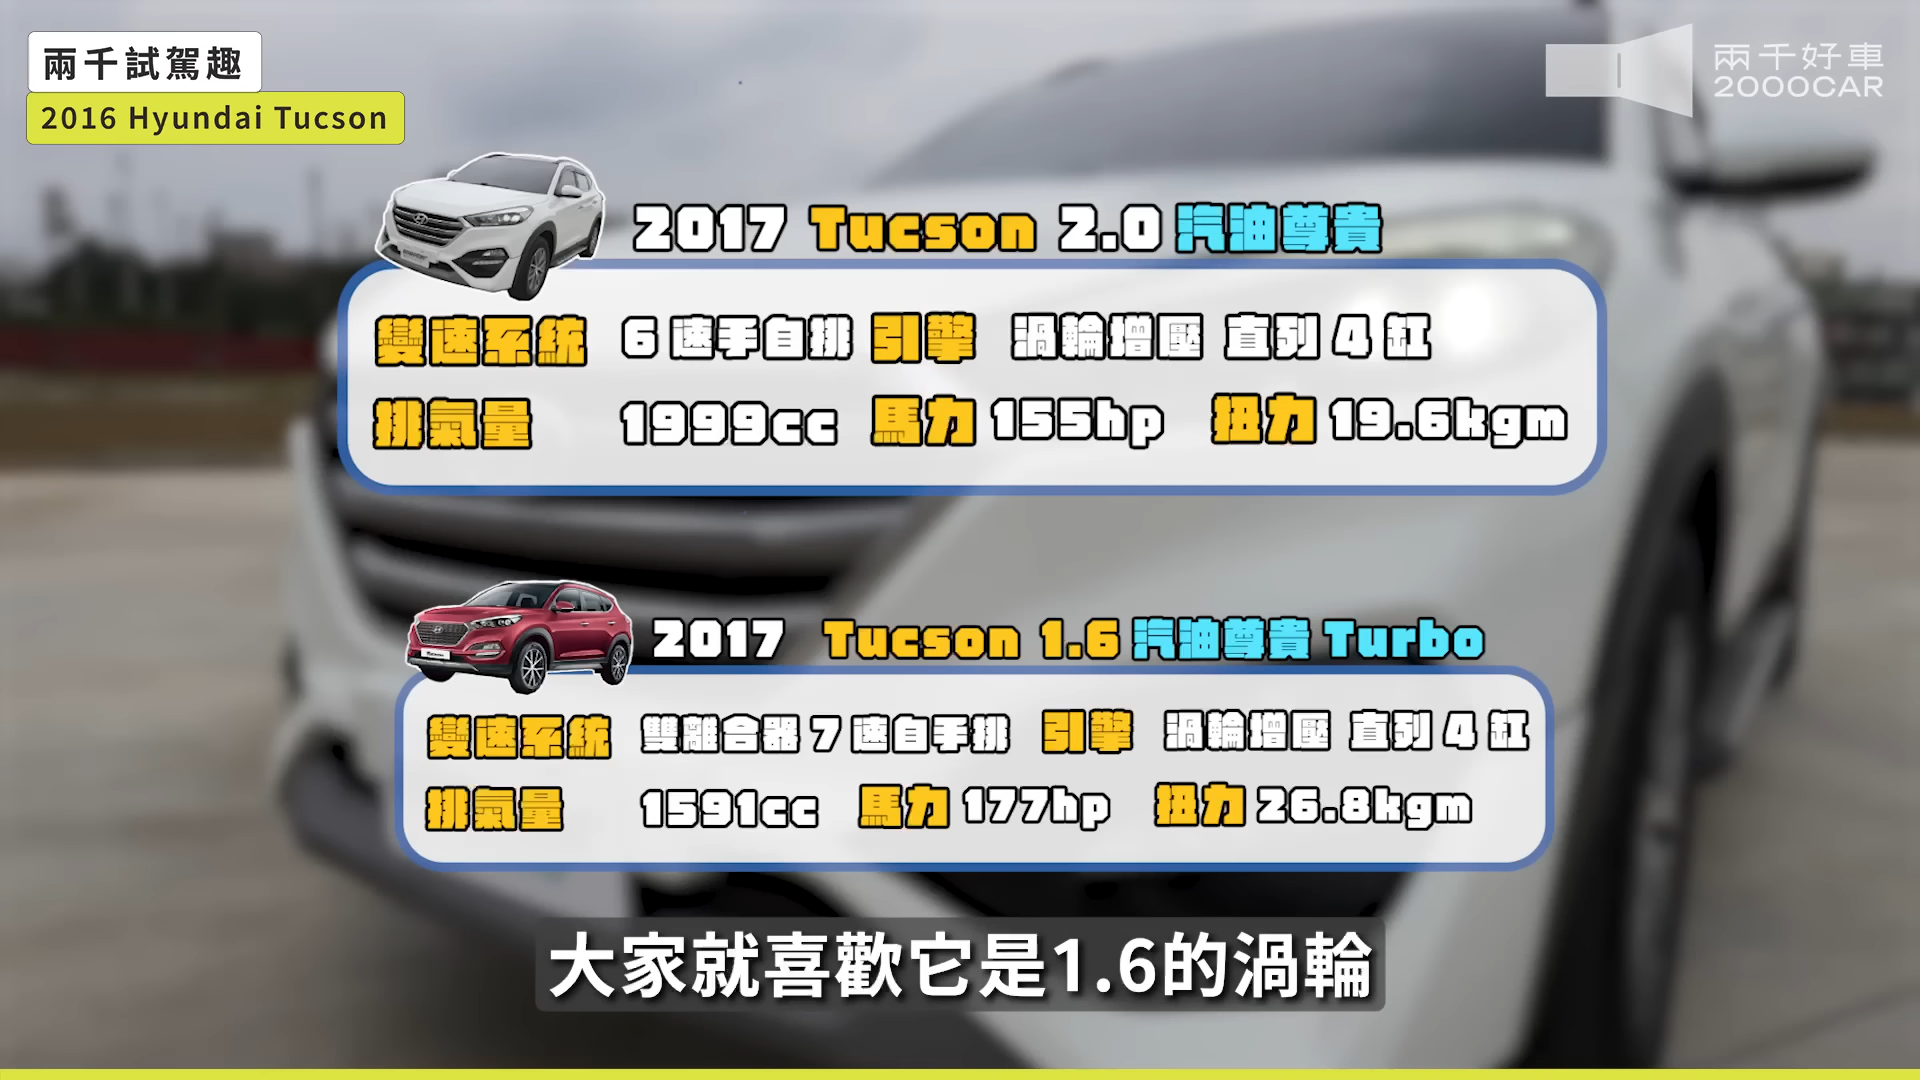 兩千試駕趣
2016 Hyundai Tucson
兩千好車
2000CAR
2017 Tucson 2.0 汽油尊貴
變速系統 6 速手自排 引擎 渦輪增壓 直列 4 缸
排氣量 1999cc 馬力 155hp 扭力 19.6kgm
2017 Tucson 1.6 汽油尊貴 Turbo
變速系統 雙離合器 7 速自手排 引擎 渦輪增壓 直列 4 缸
排氣量 1591cc 馬力 177hp 扭力 26.8kgm
大家就喜歡它是1.6的渦輪